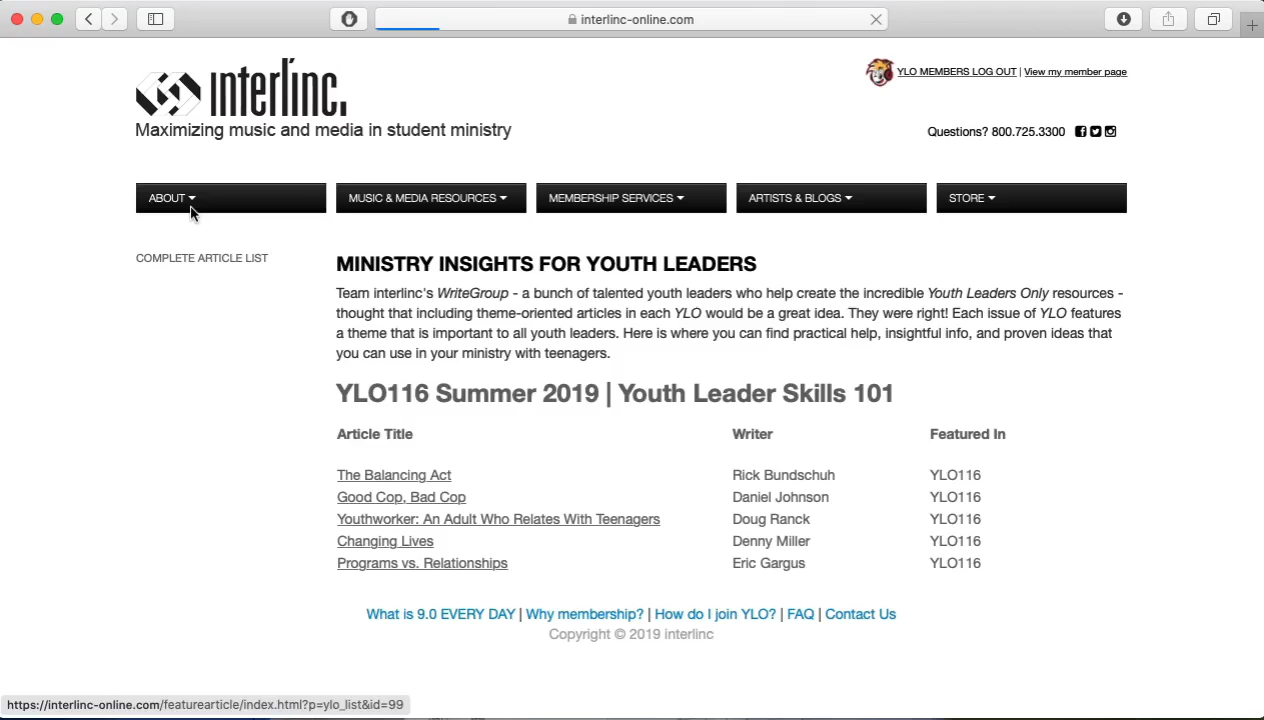 interlinc-online.com
interlinc.
Maximizing music and media in student ministry
YLO MEMBERS LOG OUT | View my member page
Questions? 800.725.3300
ABOUT
MUSIC & MEDIA RESOURCES
MEMBERSHIP SERVICES
ARTISTS & BLOGS
STORE
COMPLETE ARTICLE LIST
MINISTRY INSIGHTS FOR YOUTH LEADERS
Team interlinc's WriteGroup - a bunch of talented youth leaders who help create the incredible Youth Leaders Only resources -
thought that including theme-oriented articles in each YLO would be a great idea. They were right! Each issue of YLO features
a theme that is important to all youth leaders. Here is where you can find practical help, insightful info, and proven ideas that
you can use in your ministry with teenagers.
YLO116 Summer 2019 | Youth Leader Skills 101
Article Title Writer Featured In
The Balancing Act Rick Bundschuh YLO116
Good Cop, Bad Cop Daniel Johnson YLO116
Youthworker: An Adult Who Relates With Teenagers Doug Ranck YLO116
Changing Lives Denny Miller YLO116
Programs vs. Relationships Eric Gargus YLO116
What is 9.0 EVERY DAY | Why membership? | How do I join YLO? | FAQ | Contact Us
Copyright © 2019 interlinc
https://interlinc-online.com/featurearticle/index.html?p=ylo_list&id=99